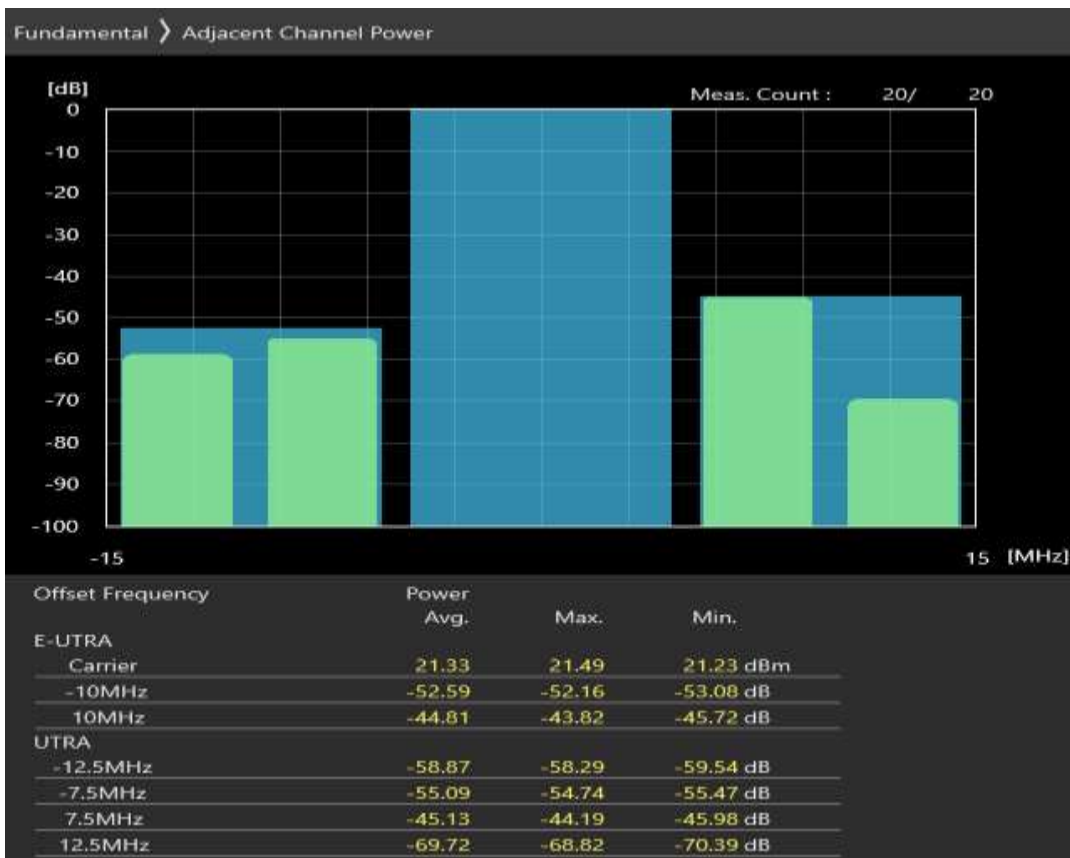 Fundamental ❯ Adjacent Channel Power
[dB]
Meas. Count : 20/ 20
0
-10
-20
-30
-40
-50
-60
-70
-80
-90
-100
-15 15 [MHz]
Offset Frequency Power
Avg. Max. Min.
E-UTRA
Carrier 21.33 21.49 21.23 dBm
-10MHz -52.59 -52.16 -53.08 dB
10MHz -44.81 -43.82 -45.72 dB
UTRA
-12.5MHz -58.87 -58.29 -59.54 dB
-7.5MHz -55.09 -54.74 -55.47 dB
7.5MHz -45.13 -44.19 -45.98 dB
12.5MHz -69.72 -68.82 -70.39 dB